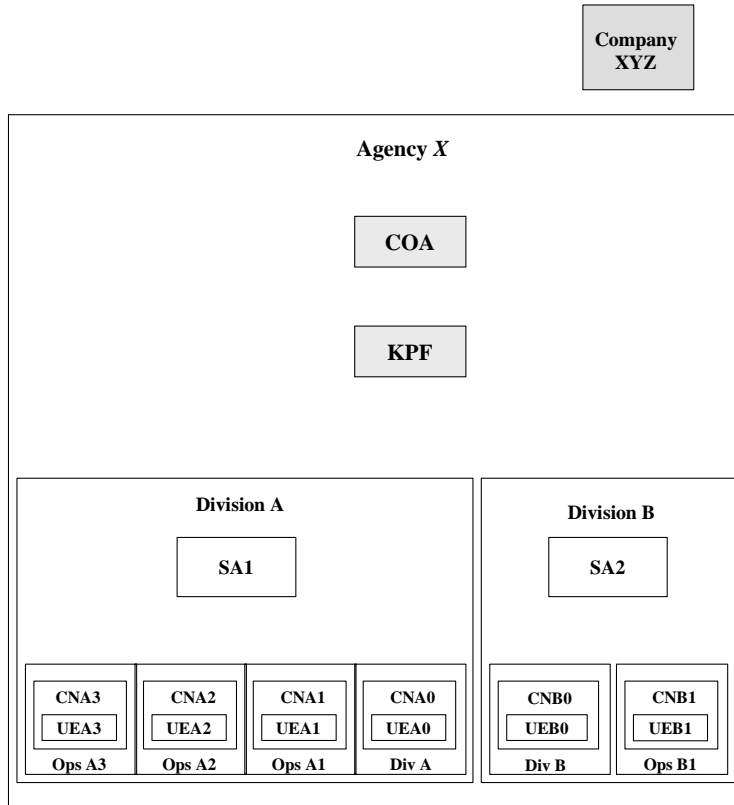 Company
XYZ
Agency X
COA
KPF
Division A
Division B
SA1
SA2
CNA3 CNA2 CNA1 CNA0 CNB0 CNB1
UEA3 UEA2 UEA1 UEA0 UEB0 UEB1
Ops A3 Ops A2 Ops A1 Div A Div B Ops B1